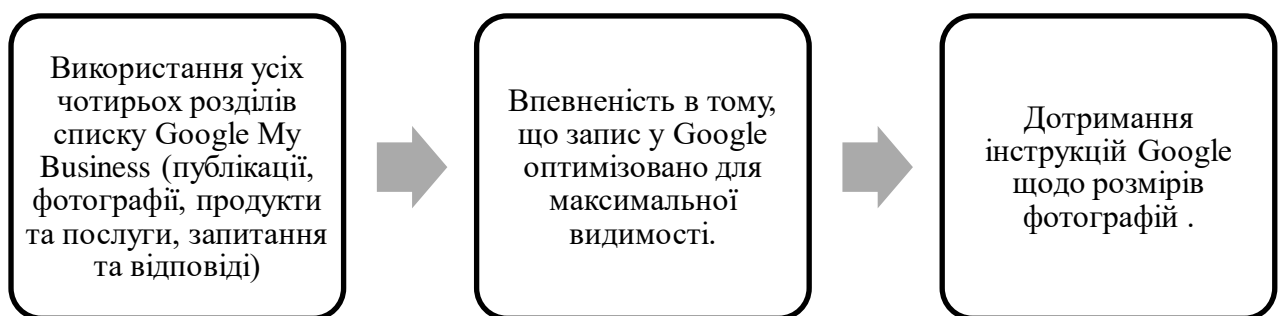 Використання усіх
чотирьох розділів
списку Google My
Business (публікації,
фотографії, продукти
та послуги, запитання
та відповіді)
Впевненість в тому,
що запис у Google
оптимізовано для
максимальної
видимості.
Дотримання
інструкцій Google
щодо розмірів
фотографій .